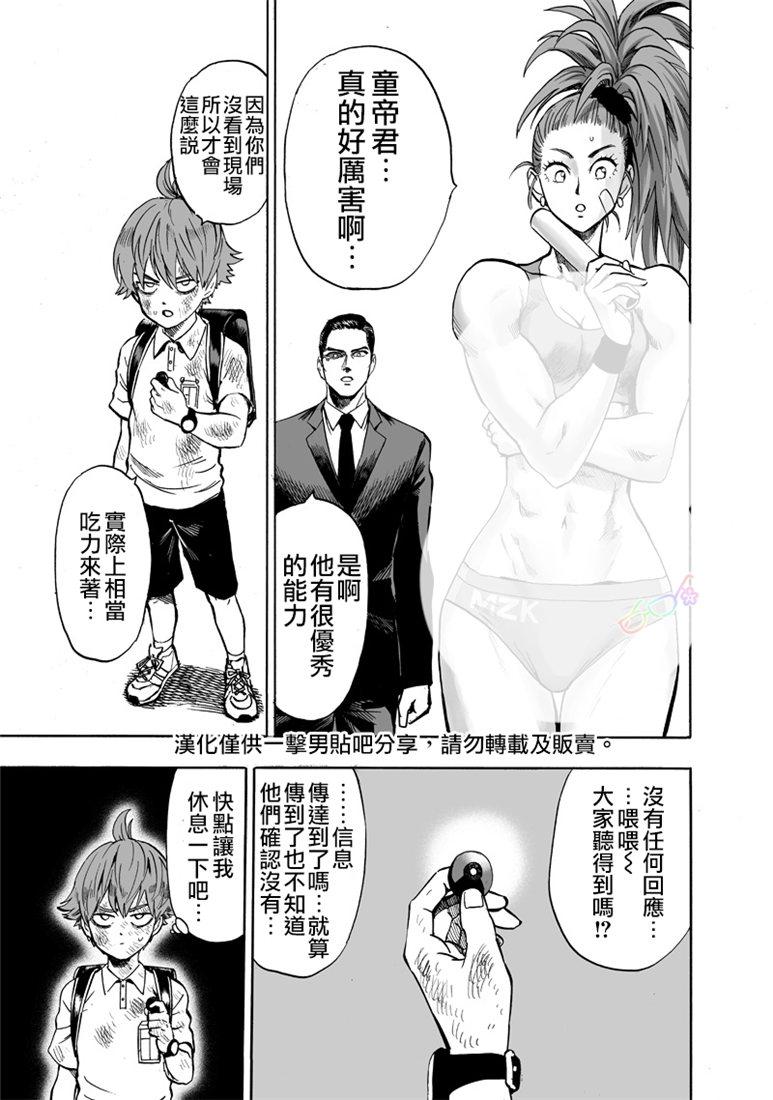 童帝君…
真的好厲害啊…
是啊
他有很優秀
的能力
MZK
因為你們
沒看到現場
所以才會
這麼說
實際上相當
吃力來著…
漢化僅供一擊男貼吧分享，請勿轉載及販賣。
沒有任何回應…
…喂喂~
大家聽得到嗎!?
……信息
傳達到了嗎…就算
傳到了也不知道
他們確認沒有…
快點讓我
休息一下吧…